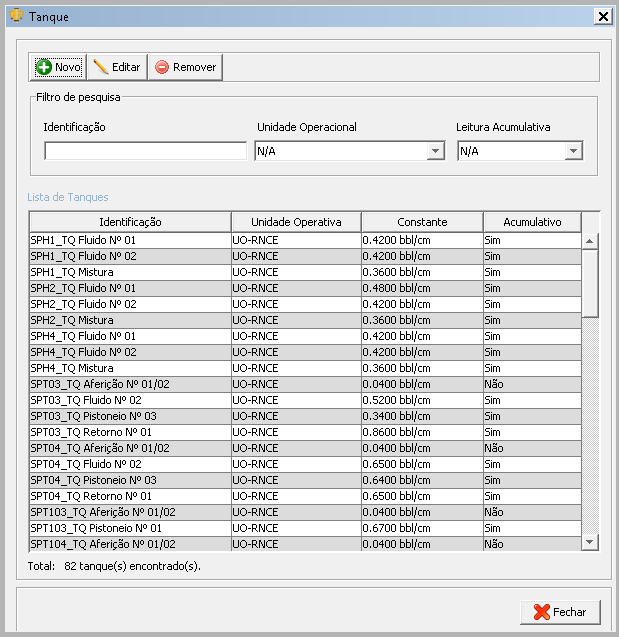 Tanque
Novo Editar Remover
Filtro de pesquisa
Identificação Unidade Operacional Leitura Acumulativa
N/A N/A
Lista de Tanques
Identificação Unidade Operativa Constante Acumulativo
SPH1_TQ Fluido Nº 01 UO-RNCE 0.4200 bbl/cm Sim
SPH1_TQ Fluido Nº 02 UO-RNCE 0.4200 bbl/cm Sim
SPH1_TQ Mistura UO-RNCE 0.3600 bbl/cm Sim
SPH2_TQ Fluido Nº 01 UO-RNCE 0.4800 bbl/cm Sim
SPH2_TQ Fluido Nº 02 UO-RNCE 0.4200 bbl/cm Sim
SPH2_TQ Mistura UO-RNCE 0.3600 bbl/cm Sim
SPH4_TQ Fluido Nº 01 UO-RNCE 0.4200 bbl/cm Sim
SPH4_TQ Fluido Nº 02 UO-RNCE 0.4200 bbl/cm Sim
SPH4_TQ Mistura UO-RNCE 0.3600 bbl/cm Sim
SPT03_TQ Aferição Nº 01/02 UO-RNCE 0.0400 bbl/cm Não
SPT03_TQ Fluido Nº 02 UO-RNCE 0.5200 bbl/cm Sim
SPT03_TQ Pistoneio Nº 03 UO-RNCE 0.3400 bbl/cm Sim
SPT03_TQ Retorno Nº 01 UO-RNCE 0.8600 bbl/cm Sim
SPT04_TQ Aferição Nº 01/02 UO-RNCE 0.0400 bbl/cm Não
SPT04_TQ Fluido Nº 02 UO-RNCE 0.6500 bbl/cm Sim
SPT04_TQ Pistoneio Nº 03 UO-RNCE 0.6400 bbl/cm Sim
SPT04_TQ Retorno Nº 01 UO-RNCE 0.6500 bbl/cm Sim
SPT103_TQ Aferição Nº 01/02 UO-RNCE 0.0400 bbl/cm Não
SPT103_TQ Pistoneio Nº 01 UO-RNCE 0.6700 bbl/cm Sim
SPT104_TQ Aferição Nº 01/02 UO-RNCE 0.0400 bbl/cm Não
Total: 82 tanque(s) encontrado(s).
Fechar